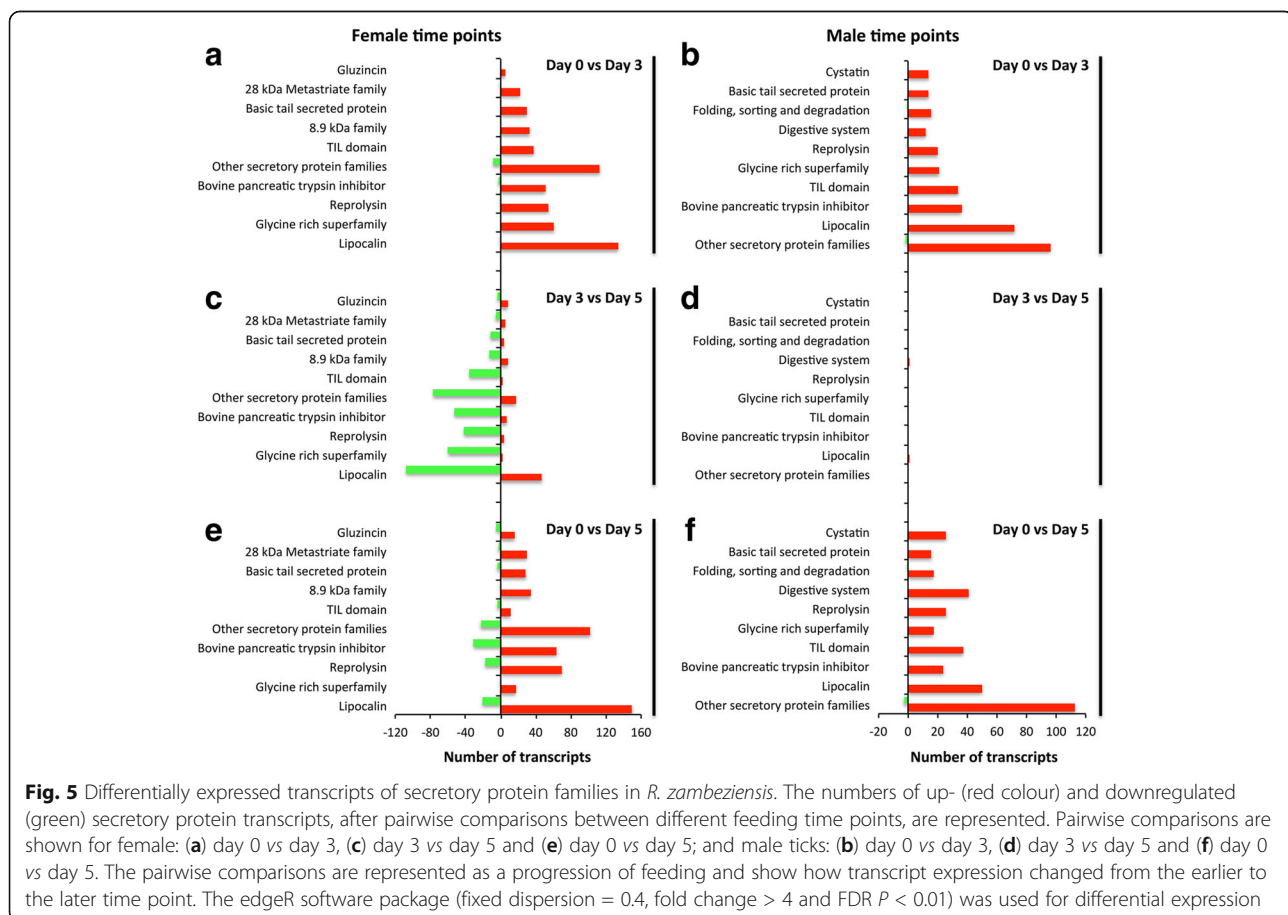 Female time points
Male time points
a
Day 0 vs Day 3
Gluzincin
28 kDa Metastriate family
Basic tail secreted protein
8.9 kDa family
TIL domain
Other secretory protein families
Bovine pancreatic trypsin inhibitor
Reprolysin
Glycine rich superfamily
Lipocalin
b
Day 0 vs Day 3
Cystatin
Basic tail secreted protein
Folding, sorting and degradation
Digestive system
Reprolysin
Glycine rich superfamily
TIL domain
Bovine pancreatic trypsin inhibitor
Lipocalin
Other secretory protein families
c
Day 3 vs Day 5
Gluzincin
28 kDa Metastriate family
Basic tail secreted protein
8.9 kDa family
TIL domain
Other secretory protein families
Bovine pancreatic trypsin inhibitor
Reprolysin
Glycine rich superfamily
Lipocalin
d
Day 3 vs Day 5
Cystatin
Basic tail secreted protein
Folding, sorting and degradation
Digestive system
Reprolysin
Glycine rich superfamily
TIL domain
Bovine pancreatic trypsin inhibitor
Lipocalin
Other secretory protein families
e
Day 0 vs Day 5
Gluzincin
28 kDa Metastriate family
Basic tail secreted protein
8.9 kDa family
TIL domain
Other secretory protein families
Bovine pancreatic trypsin inhibitor
Reprolysin
Glycine rich superfamily
Lipocalin
-120 -80 -40 0 40 80 120 160
Number of transcripts
f
Day 0 vs Day 5
Cystatin
Basic tail secreted protein
Folding, sorting and degradation
Digestive system
Reprolysin
Glycine rich superfamily
TIL domain
Bovine pancreatic trypsin inhibitor
Lipocalin
Other secretory protein families
-20 0 20 40 60 80 100 120
Number of transcripts
Fig. 5 Differentially expressed transcripts of secretory protein families in R. zambeziensis. The numbers of up- (red colour) and downregulated
(green) secretory protein transcripts, after pairwise comparisons between different feeding time points, are represented. Pairwise comparisons are
shown for female: (a) day 0 vs day 3, (c) day 3 vs day 5 and (e) day 0 vs day 5; and male ticks: (b) day 0 vs day 3, (d) day 3 vs day 5 and (f) day 0
vs day 5. The pairwise comparisons are represented as a progression of feeding and show how transcript expression changed from the earlier to
the later time point. The edgeR software package (fixed dispersion = 0.4, fold change > 4 and FDR P < 0.01) was used for differential expression